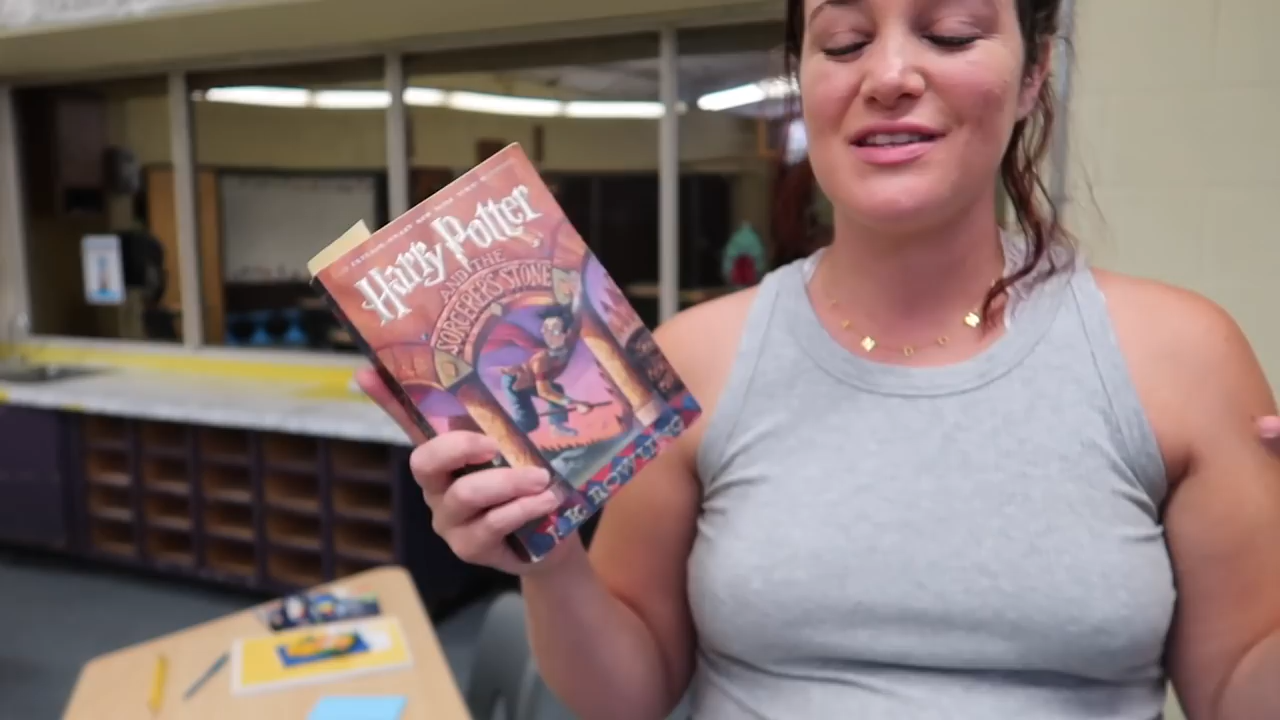 Harry Potter
AND THE
SORCERER'S STONE
J. K. ROWLING